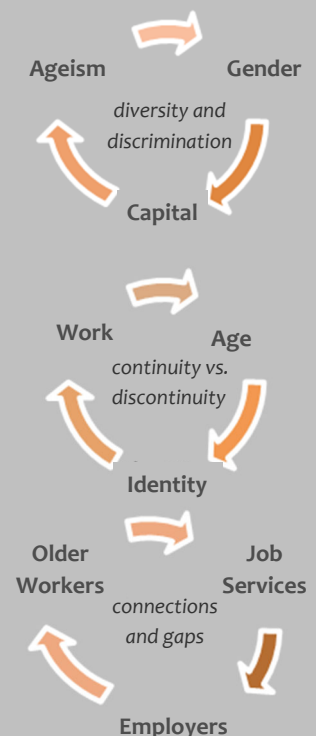 Ageism Gender
diversity and
discrimination
Capital
Work Age
continuity vs.
discontinuity
Identity
Older Job
Workers Services
connections
and gaps
Employers